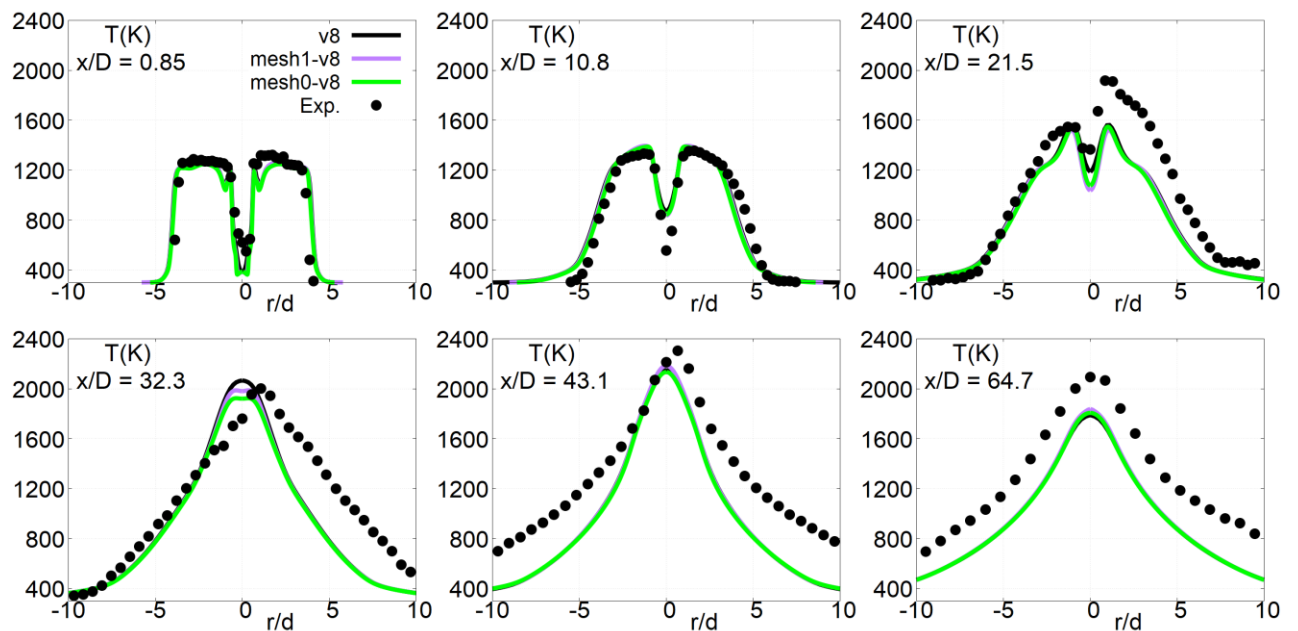 2400
2000
1600
1200
800
400
T(K)
x/D = 0.85
v8
mesh1-v8
mesh0-v8
Exp.
-10 -5 0 5 10
r/d
2400
2000
1600
1200
800
400
T(K)
x/D = 10.8
-10 -5 0 5 10
r/d
2400
2000
1600
1200
800
400
T(K)
x/D = 21.5
-10 -5 0 5 10
r/d
2400
2000
1600
1200
800
400
T(K)
x/D = 32.3
-10 -5 0 5 10
r/d
2400
2000
1600
1200
800
400
T(K)
x/D = 43.1
-10 -5 0 5 10
r/d
2400
2000
1600
1200
800
400
T(K)
x/D = 64.7
-10 -5 0 5 10
r/d